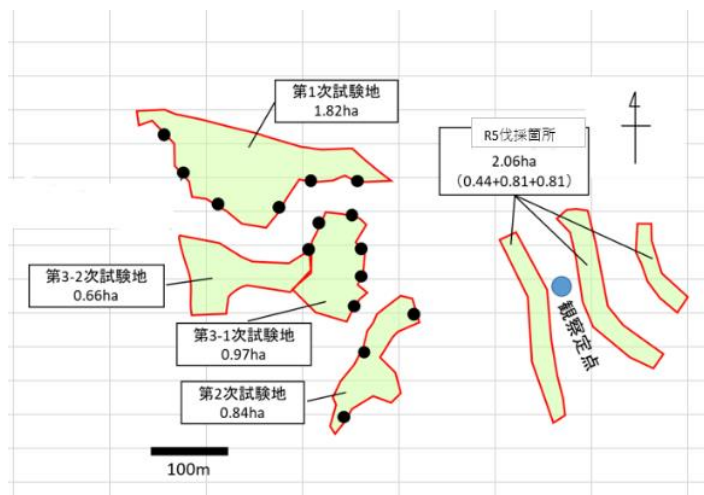 第1次試験地
1.82ha
R5伐採箇所
2.06ha
（0.44+0.81+0.81）
4
第3-2次試験地
0.66ha
観察定点
第3-1次試験地
0.97ha
第2次試験地
0.84ha
100m